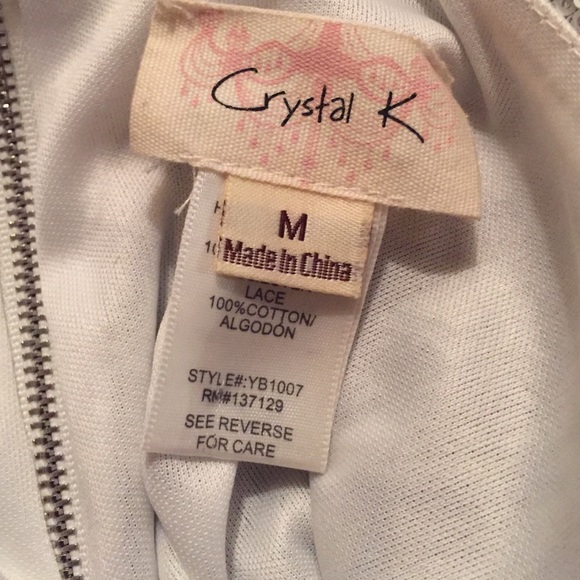 Crystal K
M
Made in China
LACE
100%COTTON/
ALGODÓN
STYLE#:YB1007
RN#137129
SEE REVERSE
FOR CARE